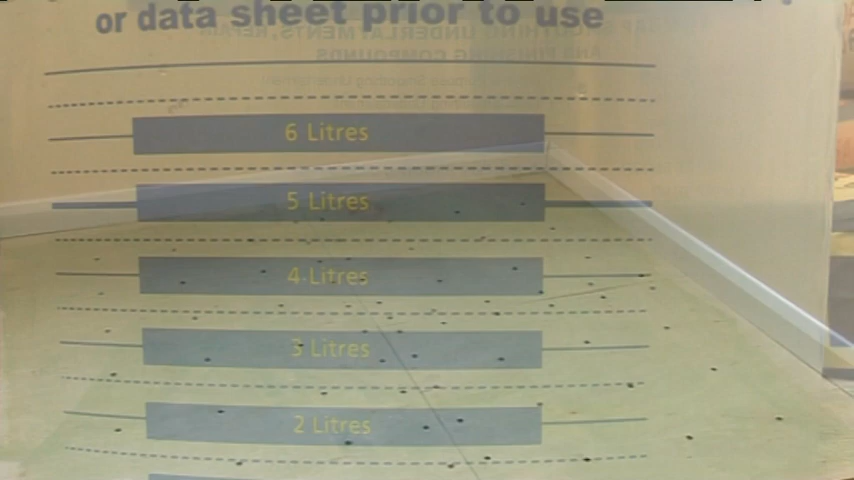 or data sheet prior to use
6 Litres
5 Litres
4 Litres
3 Litres
2 Litres